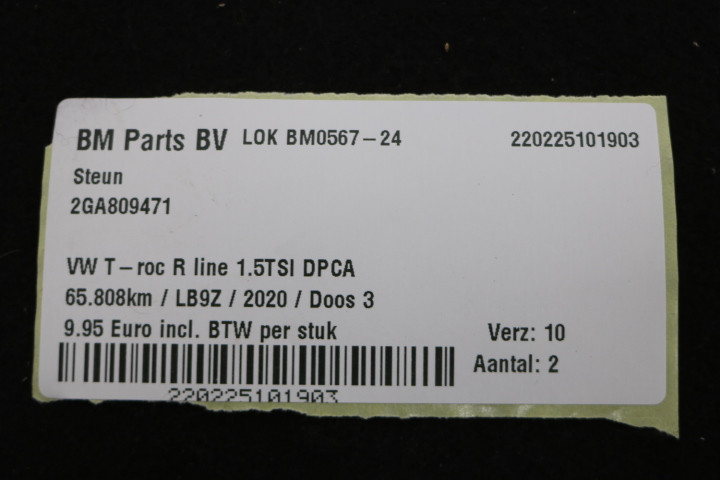 BM Parts BV LOK BM0567-24 220225101903
Steun
2GA809471
VW T-roc R line 1.5TSI DPCA
65.808km / LB9Z / 2020 / Doos 3
9.95 Euro incl. BTW per stuk Verz: 10
Aantal: 2
220225101903